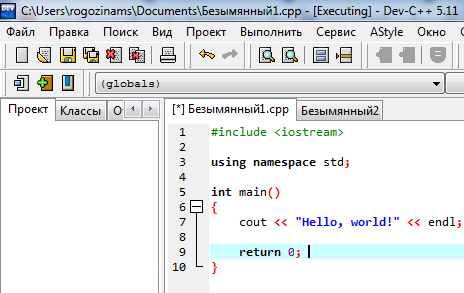 C:\Users\rogozinams\Documents\Безымянный1.cpp - [Executing] - Dev-C++ 5.11
Файл Правка Поиск Вид Проект Выполнить Сервис AStyle Окно
(globals)
Проект Классы От [*] Безымянный1.cpp Безымянный2
1 #include <iostream>
2
3 using namespace std;
4
5 int main()
6 {
7 cout << "Hello, world!" << endl;
8
9 return 0;
10 }